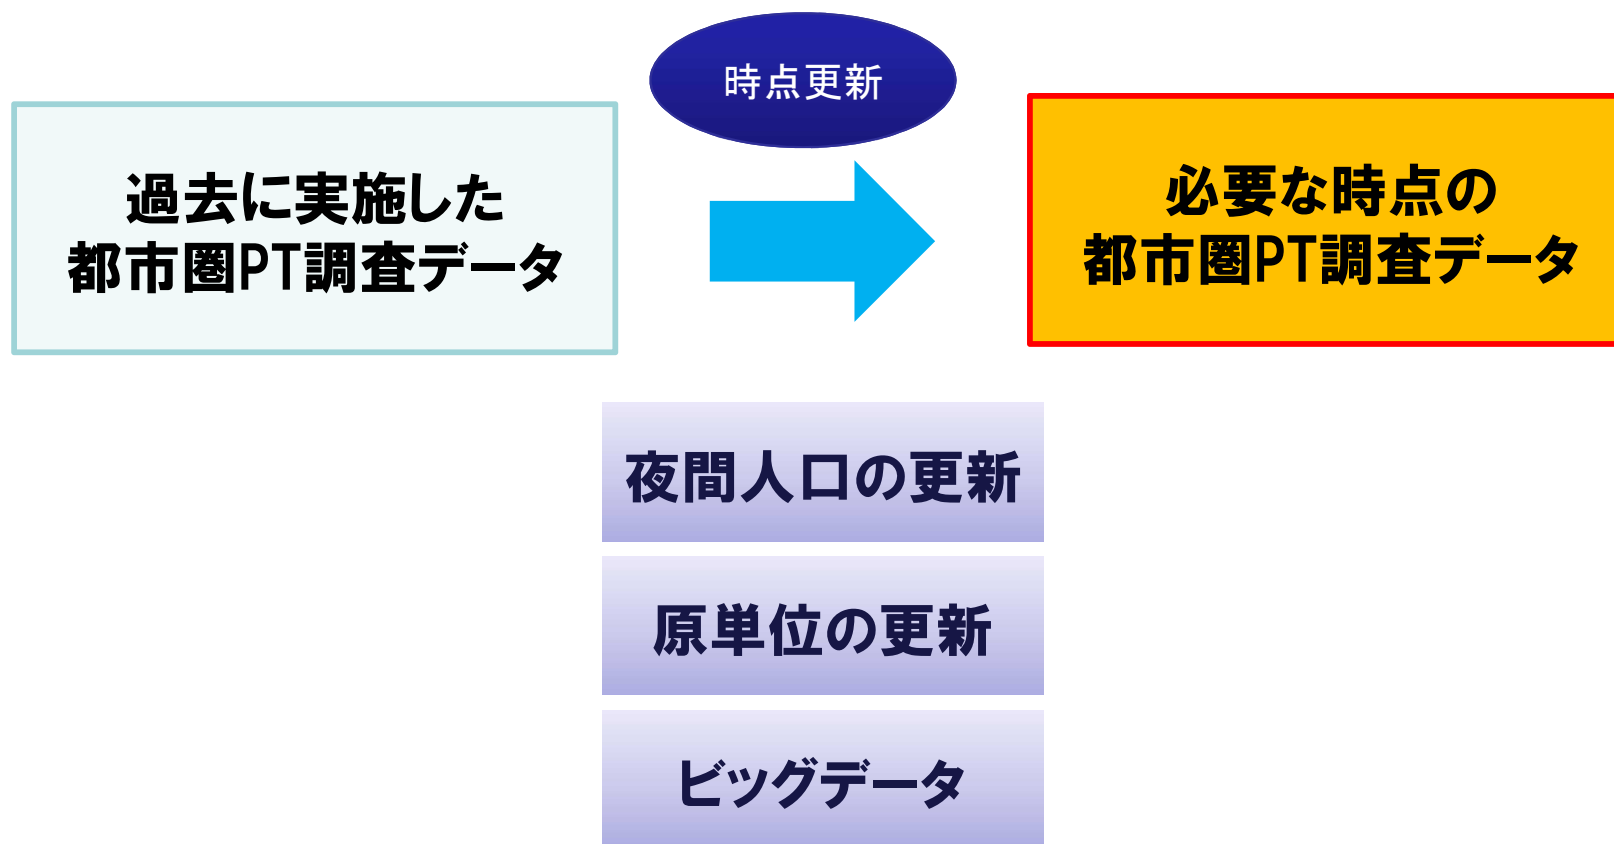 時点更新
過去に実施した
都市圏PT調査データ
必要な時点の
都市圏PT調査データ
夜間人口の更新
原単位の更新
ビッグデータ